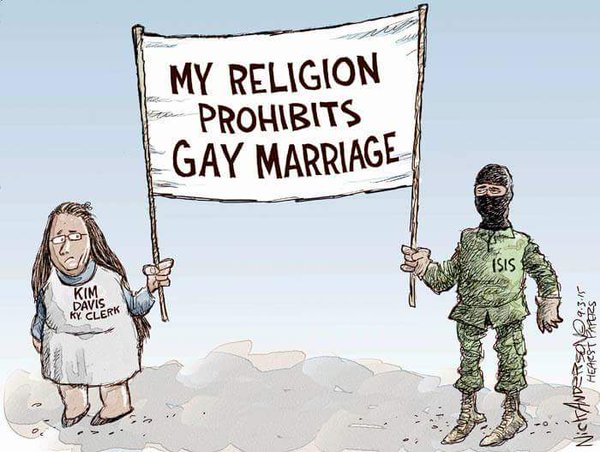 MY RELIGION
PROHIBITS
GAY MARRIAGE
KIM
DAVIS
KY. CLERK
ISIS
NICK ANDERSON 9-3-15
HEARST PAPERS